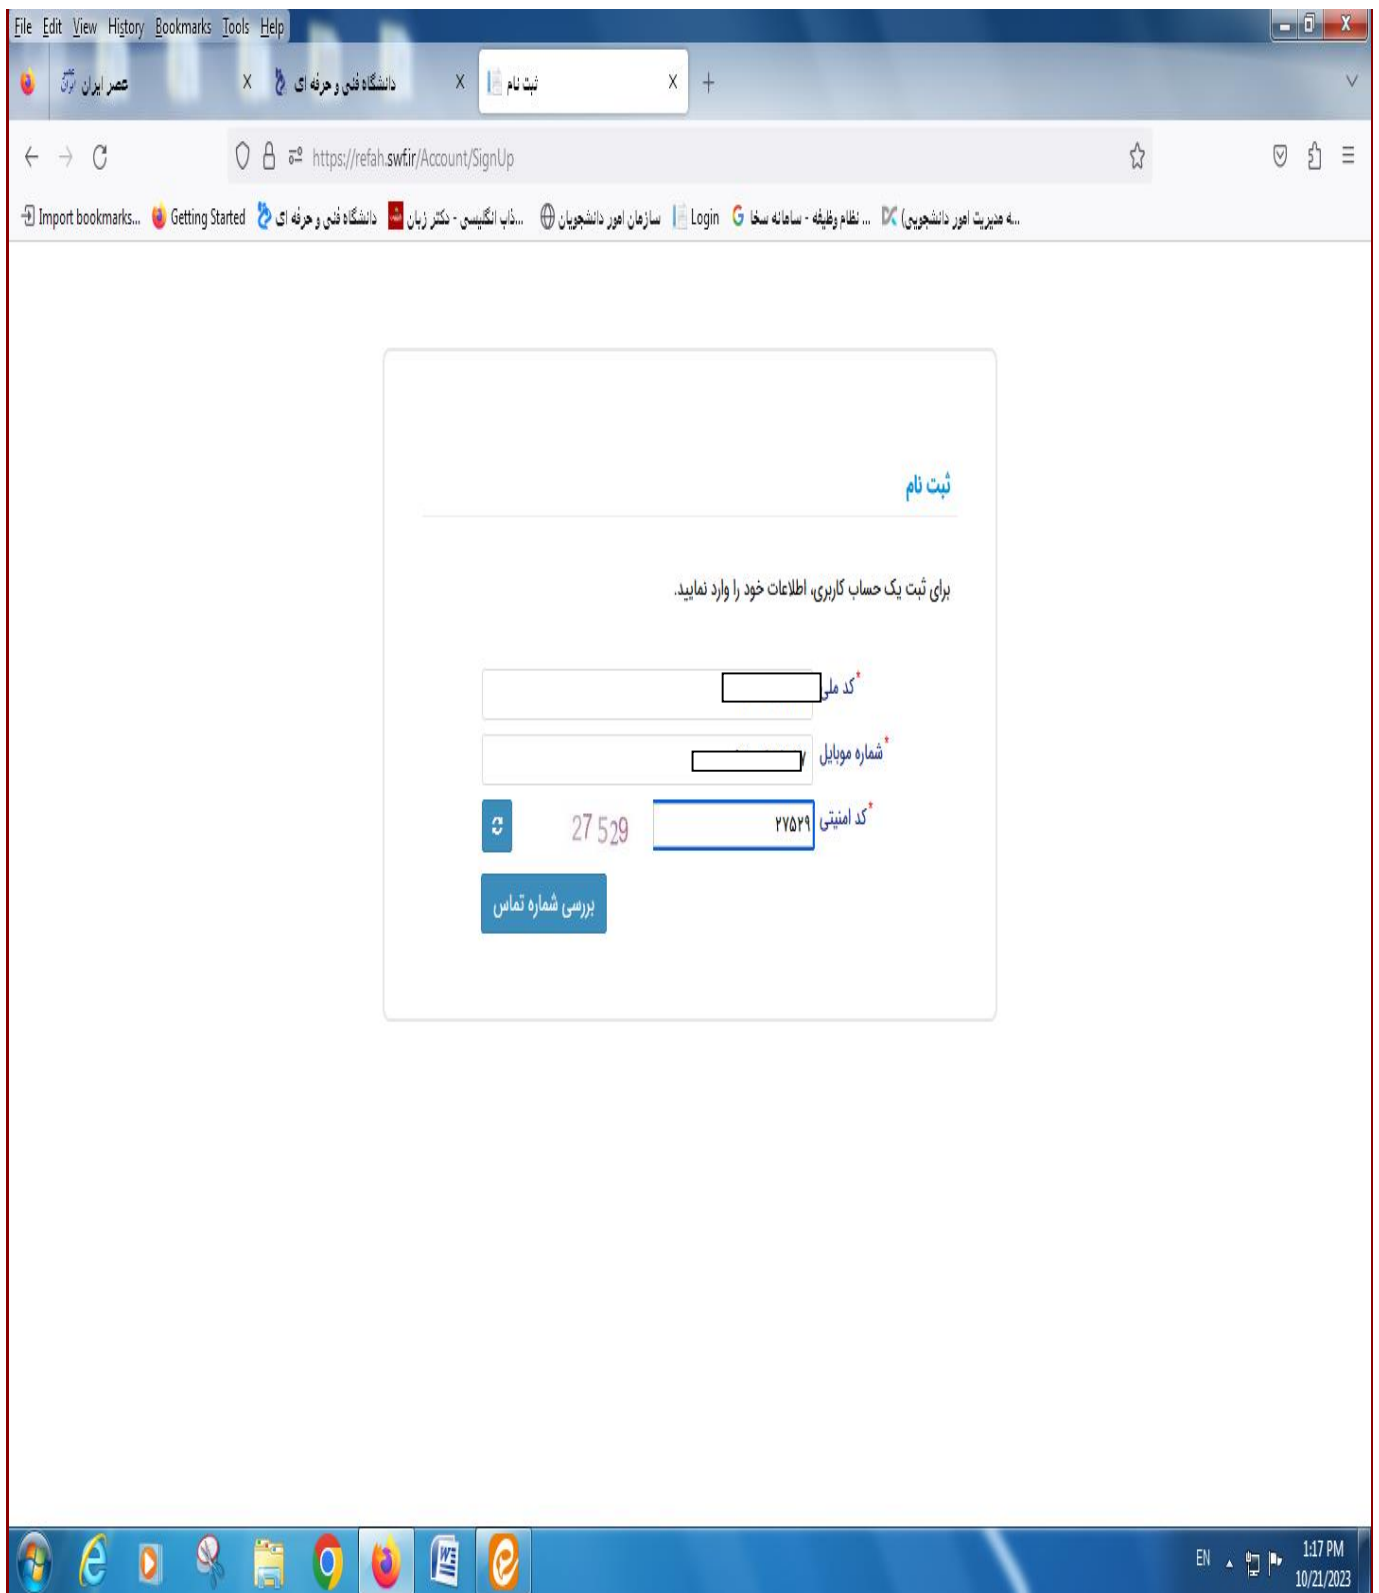 File Edit View History Bookmarks Tools Help
عصر ایران
دانشگاه فنی و حرفه ای
ثبت نام
https://refah.swf.ir/Account/SignUp
Import bookmarks...
Getting Started
دانشگاه فنی و حرفه ای
...ذاب انگلیسی - دکتر زبان
سازمان امور دانشجویان
Login
نظام وظیفه - سامانه سخا ...
...ه مدیریت امور دانشجویی)
ثبت نام
برای ثبت یک حساب کاربری، اطلاعات خود را وارد نمایید.
*کد ملی
*شماره موبایل
*کد امنیتی ۲۷۵۲۹ 27529
بررسی شماره تماس
EN 1:17 PM
10/21/2023